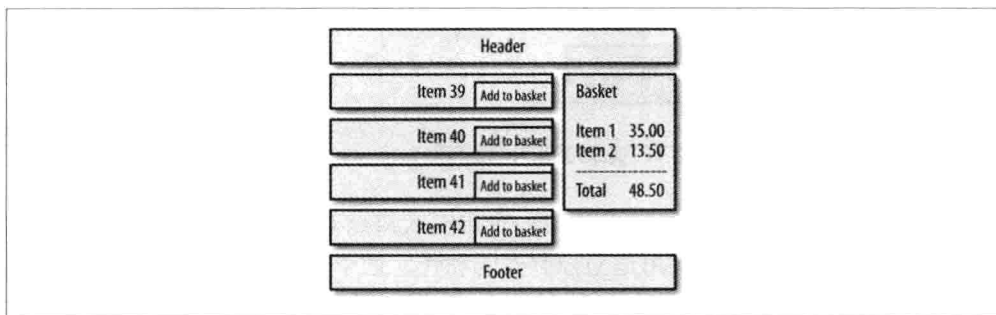 Header
Item 39 Add to basket
Item 40 Add to basket
Item 41 Add to basket
Item 42 Add to basket
Basket
Item 1 35.00
Item 2 13.50
Total 48.50
Footer